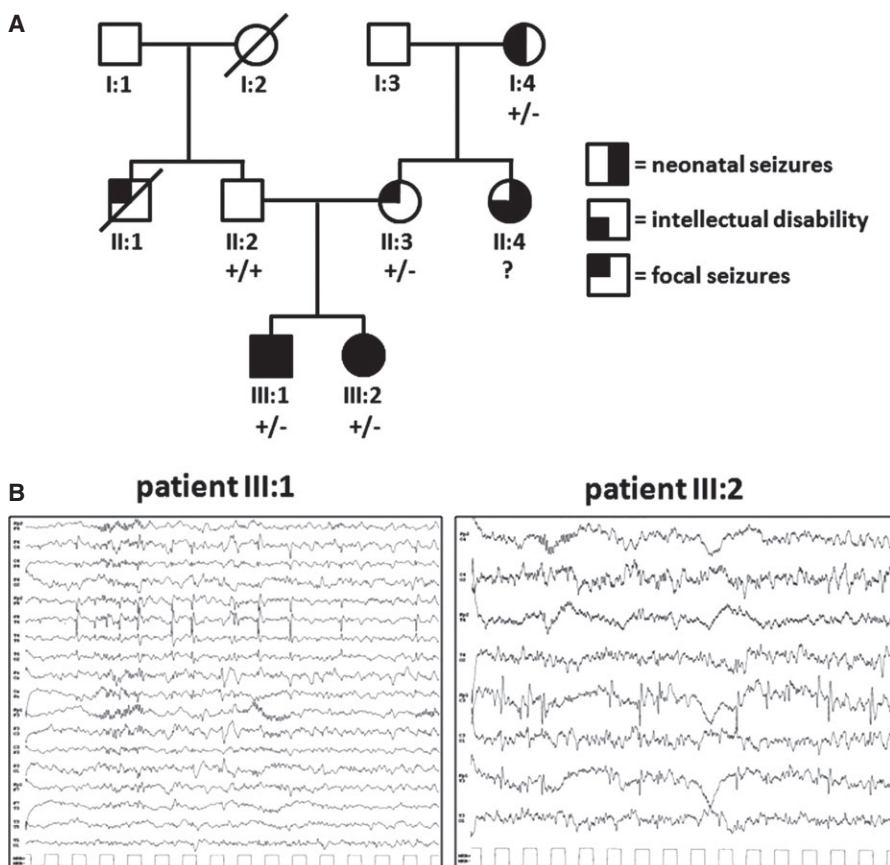 A
I:1
I:2
I:3
I:4
+/-
= neonatal seizures
II:1
II:2
+/+
II:3
+/-
II:4
?
= intellectual disability
= focal seizures
III:1
+/-
III:2
+/-
B
patient III:1
patient III:2